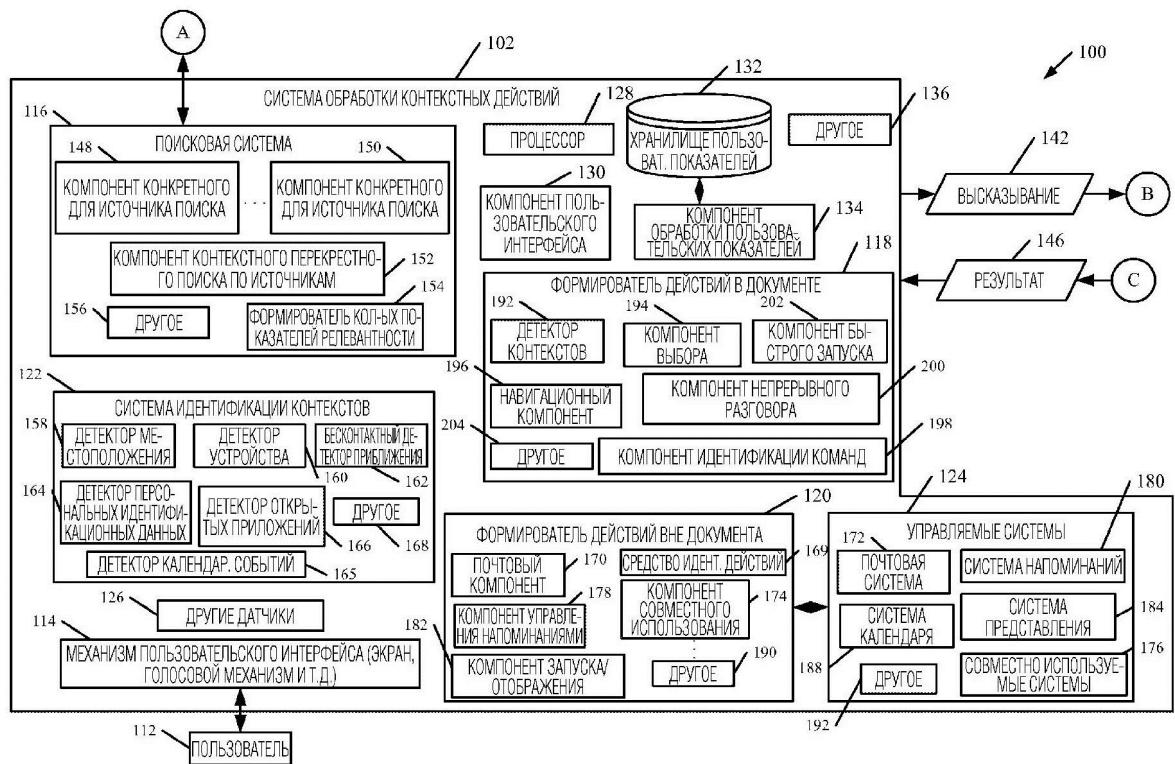 A
102
100
СИСТЕМА ОБРАБОТКИ КОНТЕКСТНЫХ ДЕЙСТВИЙ
116
ПОИСКОВАЯ СИСТЕМА
148
КОМПОНЕНТ КОНКРЕТНОГО
ДЛЯ ИСТОЧНИКА ПОИСКА
. . .
150
КОМПОНЕНТ КОНКРЕТНОГО
ДЛЯ ИСТОЧНИКА ПОИСКА
КОМПОНЕНТ КОНТЕКСТНОГО ПЕРЕКРЕСТНО-
ГО ПОИСКА ПО ИСТОЧНИКАМ
152
156
ДРУГОЕ
154
ФОРМИРОВАТЕЛЬ КОЛ-ЫХ ПО-
КАЗАТЕЛЕЙ РЕЛЕВАНТНОСТИ
128
ПРОЦЕССОР
132
ХРАНИЛИЩЕ ПОЛЬЗО-
ВАТ. ПОКАЗАТЕЛЕЙ
136
ДРУГОЕ
130
КОМПОНЕНТ ПОЛЬ-
ЗОВАТЕЛЬСКОГО
ИНТЕРФЕЙСА
КОМПОНЕНТ
ОБРАБОТКИ ПОЛЬЗОВА-
ТЕЛЬСКИХ ПОКАЗАТЕЛЕЙ
134
142
ВЫСКАЗЫВАНИЕ
B
146
РЕЗУЛЬТАТ
C
118
ФОРМИРОВАТЕЛЬ ДЕЙСТВИЙ В ДОКУМЕНТЕ
192
ДЕТЕКТОР
КОНТЕКСТОВ
194
КОМПОНЕНТ
ВЫБОРА
202
КОМПОНЕНТ БЫ-
СТРОГО ЗАПУСКА
196
НАВИГАЦИОННЫЙ
КОМПОНЕНТ
КОМПОНЕНТ НЕПРЕРЫВНОГО
РАЗГОВОРА
200
204
ДРУГОЕ
КОМПОНЕНТ ИДЕНТИФИКАЦИИ КОМАНД
198
122
СИСТЕМА ИДЕНТИФИКАЦИИ КОНТЕКСТОВ
158
ДЕТЕКТОР МЕ-
СТОПОЛОЖЕНИЯ
ДЕТЕКТОР
УСТРОЙСТВА
160
БЕСКОНТАКТНЫЙ ДЕ-
ТЕКТОР ПРИБЛИЖЕНИЯ
162
164
ДЕТЕКТОР ПЕРСО-
НАЛЬНЫХ ИДЕНТИФИ-
КАЦИОННЫХ ДАННЫХ
ДЕТЕКТОР ОТКРЫ-
ТЫХ ПРИЛОЖЕНИЙ
166
ДРУГОЕ
168
ДЕТЕКТОР КАЛЕНДАР. СОБЫТИЙ
165
126
ДРУГИЕ ДАТЧИКИ
114
МЕХАНИЗМ ПОЛЬЗОВАТЕЛЬСКОГО ИНТЕРФЕЙСА (ЭКРАН,
ГОЛОСОВОЙ МЕХАНИЗМ И Т.Д.)
112
ПОЛЬЗОВАТЕЛЬ
120
ФОРМИРОВАТЕЛЬ ДЕЙСТВИЙ ВНЕ ДОКУМЕНТА
ПОЧТОВЫЙ
КОМПОНЕНТ
170
СРЕДСТВО ИДЕНТ. ДЕЙСТВИЙ
169
178
КОМПОНЕНТ УПРАВЛЕ-
НИЯ НАПОМИНАНИЯМИ
КОМПОНЕНТ
СОВМЕСТНОГО
ИСПОЛЬЗОВАНИЯ
174
182
КОМПОНЕНТ ЗАПУСКА/
ОТОБРАЖЕНИЯ
ДРУГОЕ
190
124
УПРАВЛЯЕМЫЕ СИСТЕМЫ
180
172
ПОЧТОВАЯ
СИСТЕМА
СИСТЕМА НАПОМИНАНИЙ
СИСТЕМА
КАЛЕНДАРЯ
188
СИСТЕМА
ПРЕДСТАВЛЕНИЯ
184
176
ДРУГОЕ
192
СОВМЕСТНО ИСПОЛЬЗУЕ-
МЫЕ СИСТЕМЫ